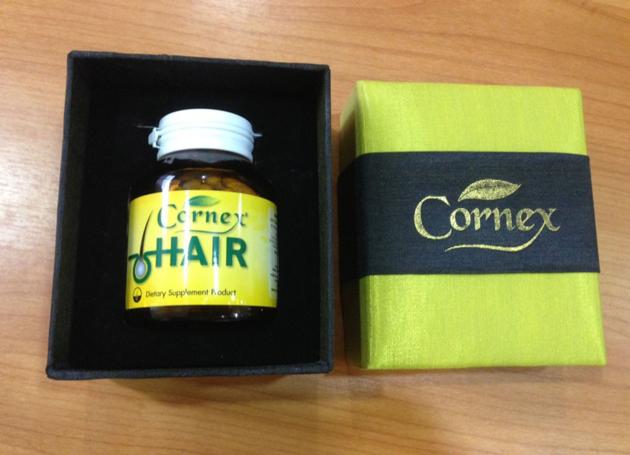 Cornex
HAIR
Dietary Supplement Product
Cornex